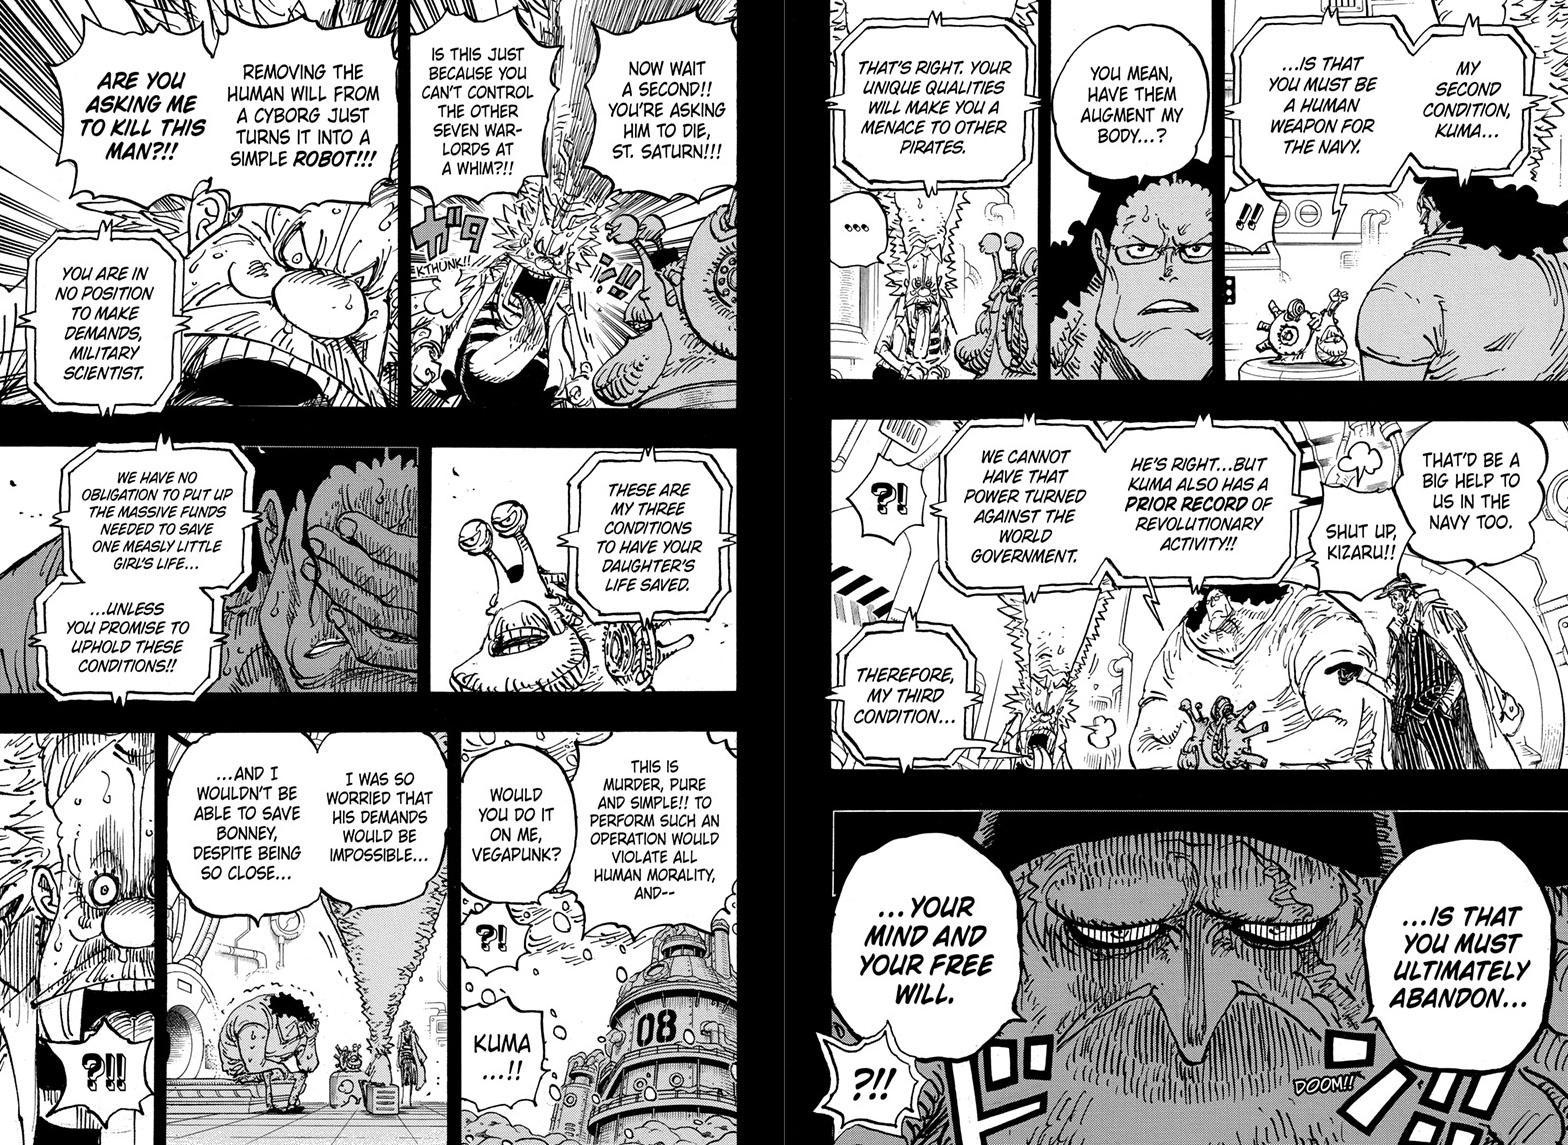 MY
SECOND
CONDITION,
KUMA...
...IS THAT
YOU MUST BE
A HUMAN
WEAPON FOR
THE NAVY.
!!
YOU MEAN,
HAVE THEM
AUGMENT MY
BODY...?
THAT'S RIGHT. YOUR
UNIQUE QUALITIES
WILL MAKE YOU A
MENACE TO OTHER
PIRATES.
...
THAT'D BE A
BIG HELP TO
US IN THE
NAVY TOO.
SHUT UP,
KIZARU!!
HE'S RIGHT...BUT
KUMA ALSO HAS A
PRIOR RECORD OF
REVOLUTIONARY
ACTIVITY!!
WE CANNOT
HAVE THAT
POWER TURNED
AGAINST THE
WORLD
GOVERNMENT.
?!
THEREFORE,
MY THIRD
CONDITION...
...IS THAT
YOU MUST
ULTIMATELY
ABANDON...
...YOUR
MIND AND
YOUR FREE
WILL.
?!!
DOOM!!
NOW WAIT
A SECOND!!
YOU'RE ASKING
HIM TO DIE,
ST. SATURN!!!
IS THIS JUST
BECAUSE YOU
CAN'T CONTROL
THE OTHER
SEVEN WAR-
LORDS AT
A WHIM?!!
ガタ
EKTHUNK!!
!!
REMOVING THE
HUMAN WILL FROM
A CYBORG JUST
TURNS IT INTO A
SIMPLE ROBOT!!!
ARE YOU
ASKING ME
TO KILL THIS
MAN?!!
YOU ARE IN
NO POSITION
TO MAKE
DEMANDS,
MILITARY
SCIENTIST.
THESE ARE
MY THREE
CONDITIONS
TO HAVE YOUR
DAUGHTER'S
LIFE SAVED.
WE HAVE NO
OBLIGATION TO PUT UP
THE MASSIVE FUNDS
NEEDED TO SAVE
ONE MEASLY LITTLE
GIRL'S LIFE...
...UNLESS
YOU PROMISE TO
UPHOLD THESE
CONDITIONS!!
THIS IS
MURDER, PURE
AND SIMPLE!! TO
PERFORM SUCH AN
OPERATION WOULD
VIOLATE ALL
HUMAN MORALITY,
AND--
WOULD
YOU DO IT
ON ME,
VEGAPUNK?
?!
08
KUMA
...!!
I WAS SO
WORRIED THAT
HIS DEMANDS
WOULD BE
IMPOSSIBLE...
...AND I
WOULDN'T BE
ABLE TO SAVE
BONNEY,
DESPITE BEING
SO CLOSE...
?!!